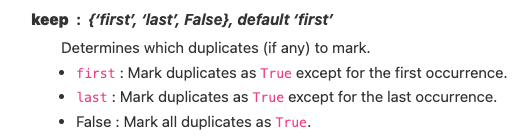 keep : {‘first’, ‘last’, False}, default ‘first’
Determines which duplicates (if any) to mark.
• first : Mark duplicates as True except for the first occurrence.
• last : Mark duplicates as True except for the last occurrence.
• False : Mark all duplicates as True.